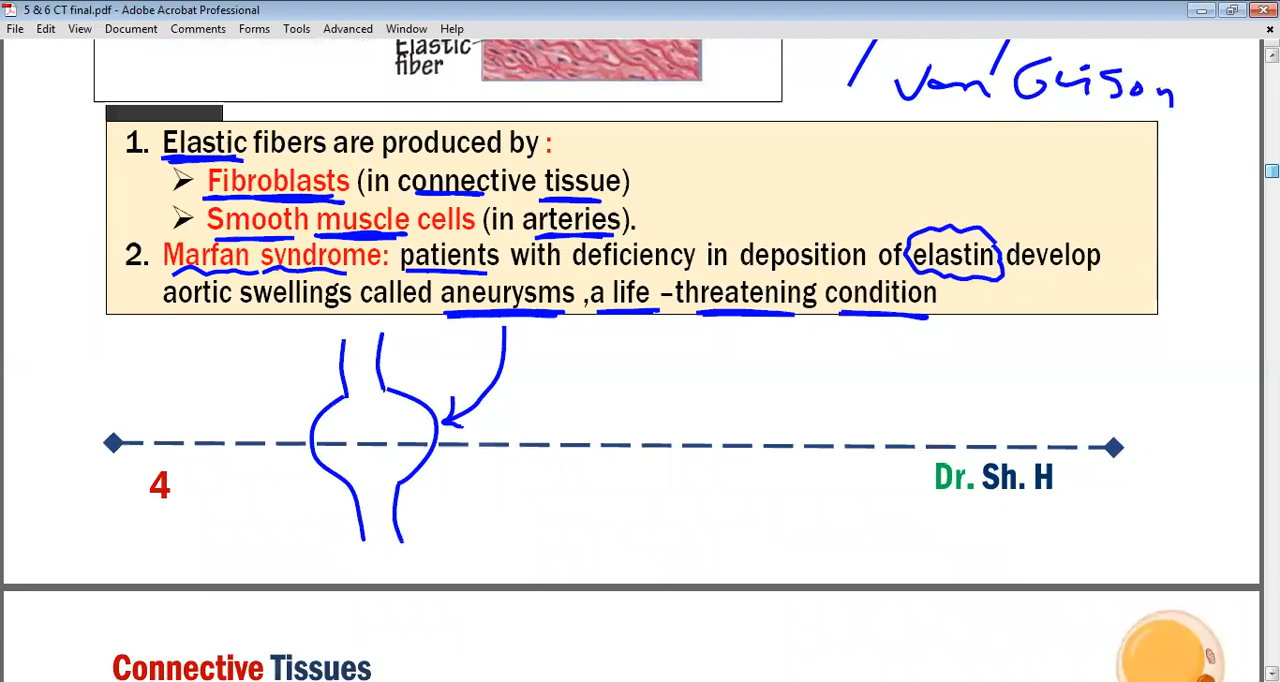 5 & 6 CT final.pdf - Adobe Acrobat Professional
File Edit View Document Comments Forms Tools Advanced Window Help
Elastic
fiber
Van Geison
1. Elastic fibers are produced by :
➢ Fibroblasts (in connective tissue)
➢ Smooth muscle cells (in arteries).
2. Marfan syndrome: patients with deficiency in deposition of elastin develop
aortic swellings called aneurysms ,a life –threatening condition
4
Dr. Sh. H
Connective Tissues